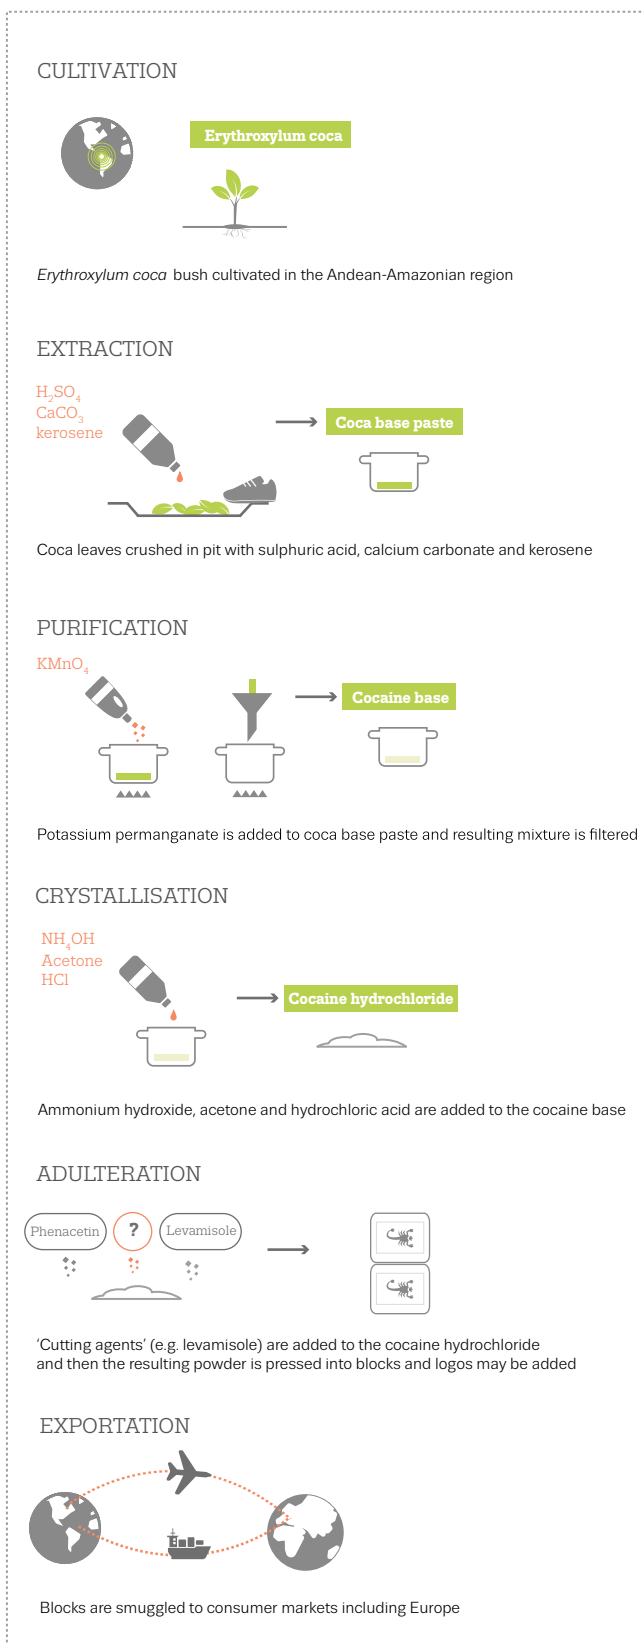 CULTIVATION
Erythroxylum coca
Erythroxylum coca bush cultivated in the Andean-Amazonian region
EXTRACTION
H₂SO₄
CaCO₃
kerosene
Coca base paste
Coca leaves crushed in pit with sulphuric acid, calcium carbonate and kerosene
PURIFICATION
KMnO₄
Cocaine base
Potassium permanganate is added to coca base paste and resulting mixture is filtered
CRYSTALLISATION
NH₄OH
Acetone
HCl
Cocaine hydrochloride
Ammonium hydroxide, acetone and hydrochloric acid are added to the cocaine base
ADULTERATION
Phenacetin ? Levamisole
‘Cutting agents’ (e.g. levamisole) are added to the cocaine hydrochloride
and then the resulting powder is pressed into blocks and logos may be added
EXPORTATION
Blocks are smuggled to consumer markets including Europe